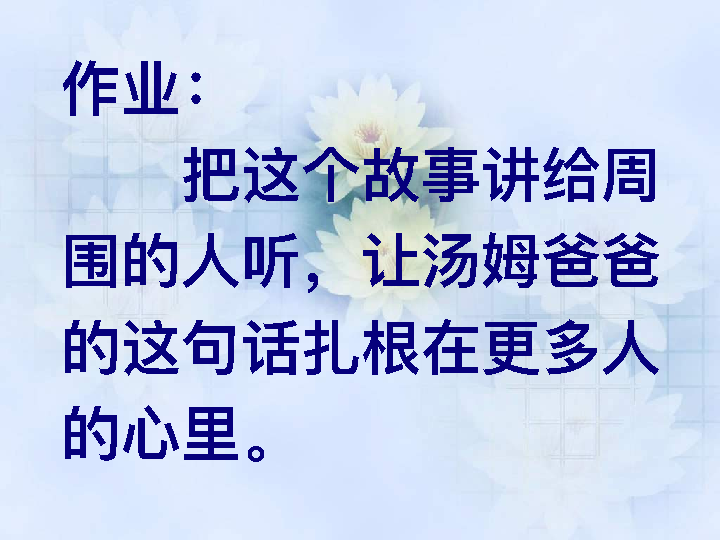 作业：
把这个故事讲给周
围的人听，让汤姆爸爸
的这句话扎根在更多人
的心里。